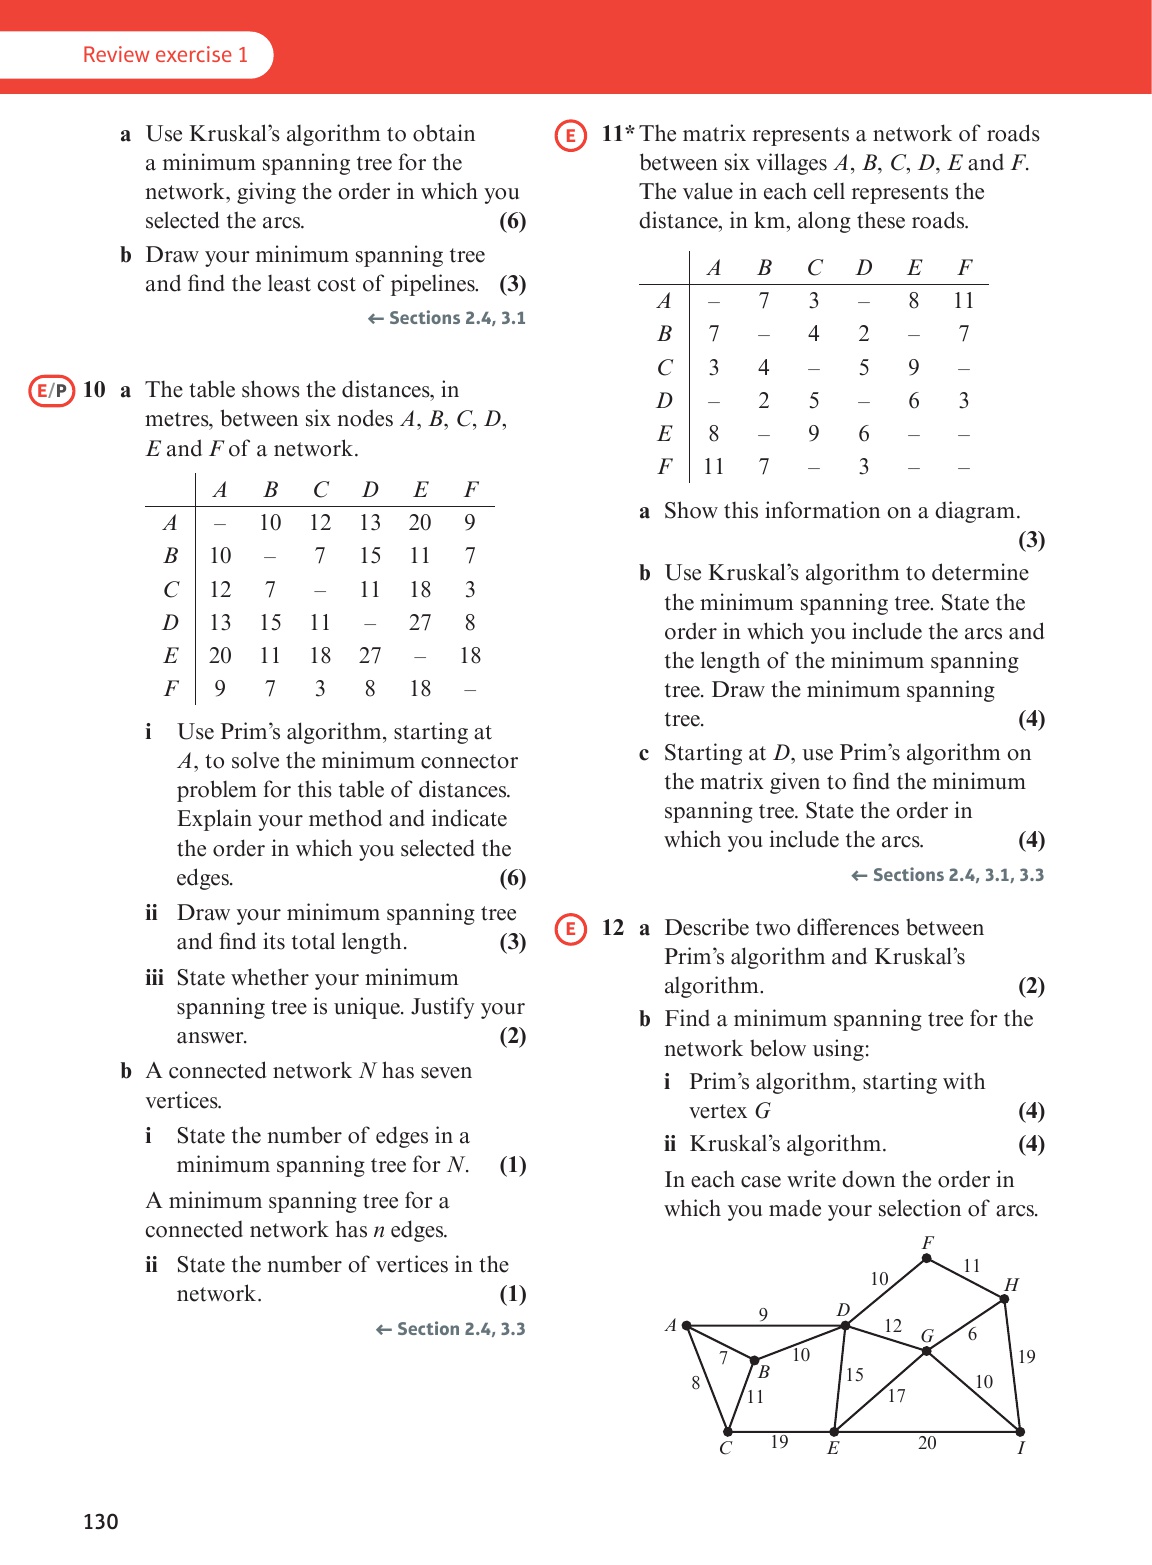 Review exercise 1
a Use Kruskal's algorithm to obtain
a minimum spanning tree for the
network, giving the order in which you
selected the arcs. (6)
b Draw your minimum spanning tree
and find the least cost of pipelines. (3)
← Sections 2.4, 3.1
E/P 10 a The table shows the distances, in
metres, between six nodes A, B, C, D,
E and F of a network.
A B C D E F
A – 10 12 13 20 9
B 10 – 7 15 11 7
C 12 7 – 11 18 3
D 13 15 11 – 27 8
E 20 11 18 27 – 18
F 9 7 3 8 18 –
i Use Prim's algorithm, starting at
A, to solve the minimum connector
problem for this table of distances.
Explain your method and indicate
the order in which you selected the
edges. (6)
ii Draw your minimum spanning tree
and find its total length. (3)
iii State whether your minimum
spanning tree is unique. Justify your
answer. (2)
b A connected network N has seven
vertices.
i State the number of edges in a
minimum spanning tree for N. (1)
A minimum spanning tree for a
connected network has n edges.
ii State the number of vertices in the
network. (1)
← Section 2.4, 3.3
E 11* The matrix represents a network of roads
between six villages A, B, C, D, E and F.
The value in each cell represents the
distance, in km, along these roads.
A B C D E F
A – 7 3 – 8 11
B 7 – 4 2 – 7
C 3 4 – 5 9 –
D – 2 5 – 6 3
E 8 – 9 6 – –
F 11 7 – 3 – –
a Show this information on a diagram.
(3)
b Use Kruskal's algorithm to determine
the minimum spanning tree. State the
order in which you include the arcs and
the length of the minimum spanning
tree. Draw the minimum spanning
tree. (4)
c Starting at D, use Prim's algorithm on
the matrix given to find the minimum
spanning tree. State the order in
which you include the arcs. (4)
← Sections 2.4, 3.1, 3.3
E 12 a Describe two differences between
Prim's algorithm and Kruskal's
algorithm. (2)
b Find a minimum spanning tree for the
network below using:
i Prim's algorithm, starting with
vertex G (4)
ii Kruskal's algorithm. (4)
In each case write down the order in
which you made your selection of arcs.
F
10 11
H
A 9 D
12 G 6
7 B 10
19
8 11 15 17 10
C 19 E 20 I
130